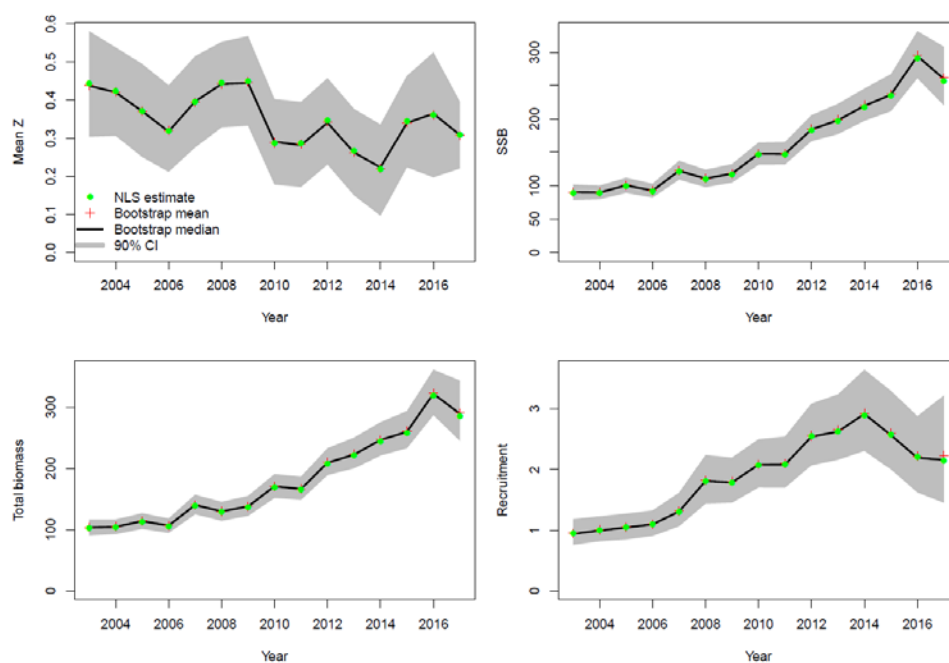 Mean Z
0.6
0.5
0.4
0.3
0.2
0.1
0.0
NLS estimate
Bootstrap mean
Bootstrap median
90% CI
2004 2006 2008 2010 2012 2014 2016
Year
SSB
300
200
100
50
0
2004 2006 2008 2010 2012 2014 2016
Year
Total biomass
300
200
100
0
2004 2006 2008 2010 2012 2014 2016
Year
Recruitment
3
2
1
0
2004 2006 2008 2010 2012 2014 2016
Year